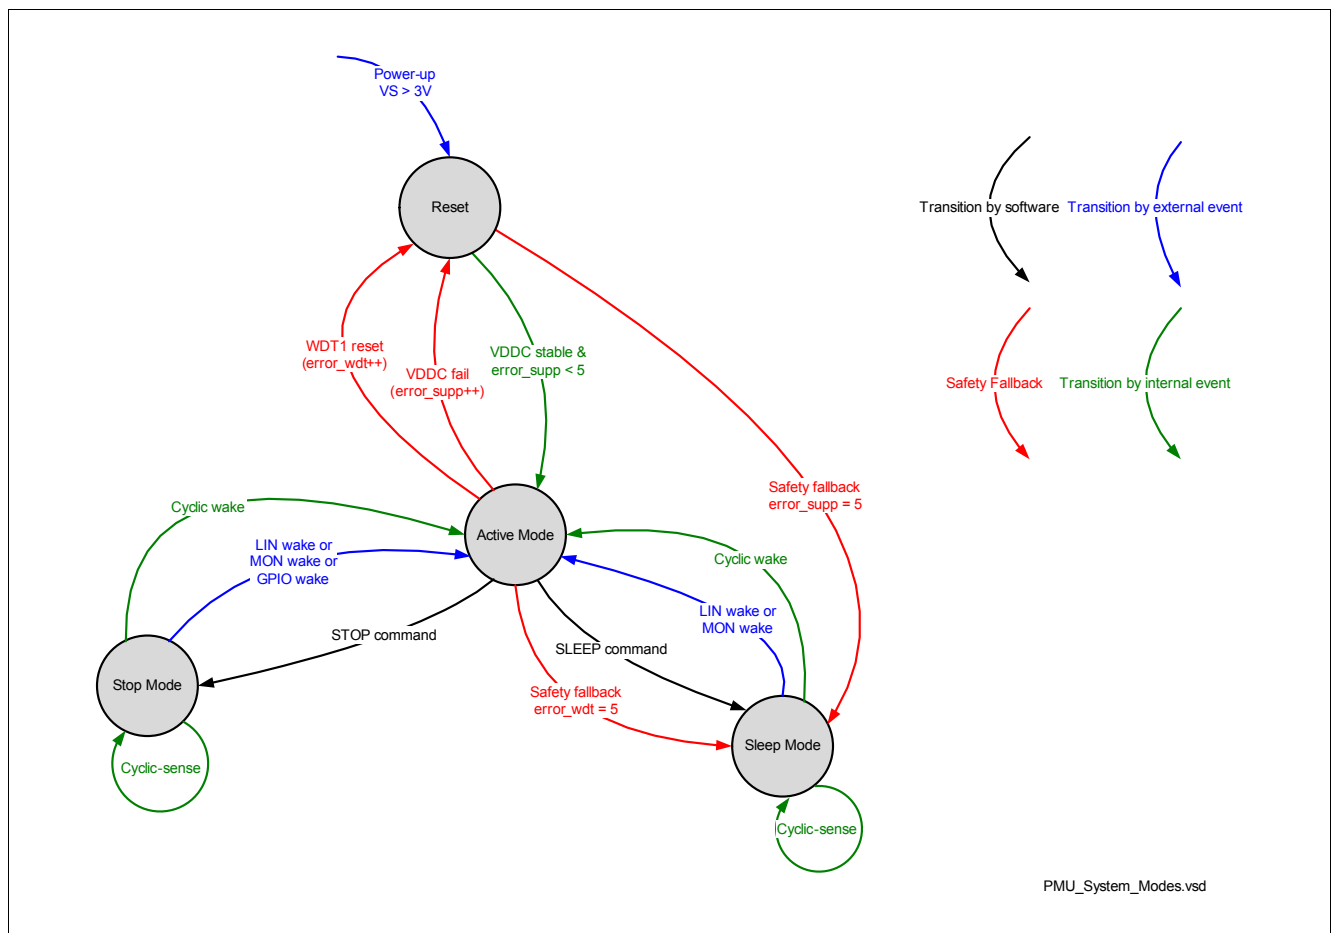 Power-up
VS > 3V
Reset
Transition by software
Transition by external event
WDT1 reset
(error_wdt++)
VDDC fail
(error_supp++)
VDDC stable &
error_supp < 5
Safety Fallback
Transition by internal event
Safety fallback
error_supp = 5
Cyclic wake
Active Mode
LIN wake or
MON wake or
GPIO wake
Cyclic wake
LIN wake or
MON wake
STOP command
SLEEP command
Stop Mode
Safety fallback
error_wdt = 5
Sleep Mode
Cyclic-sense
Cyclic-sense
PMU_System_Modes.vsd